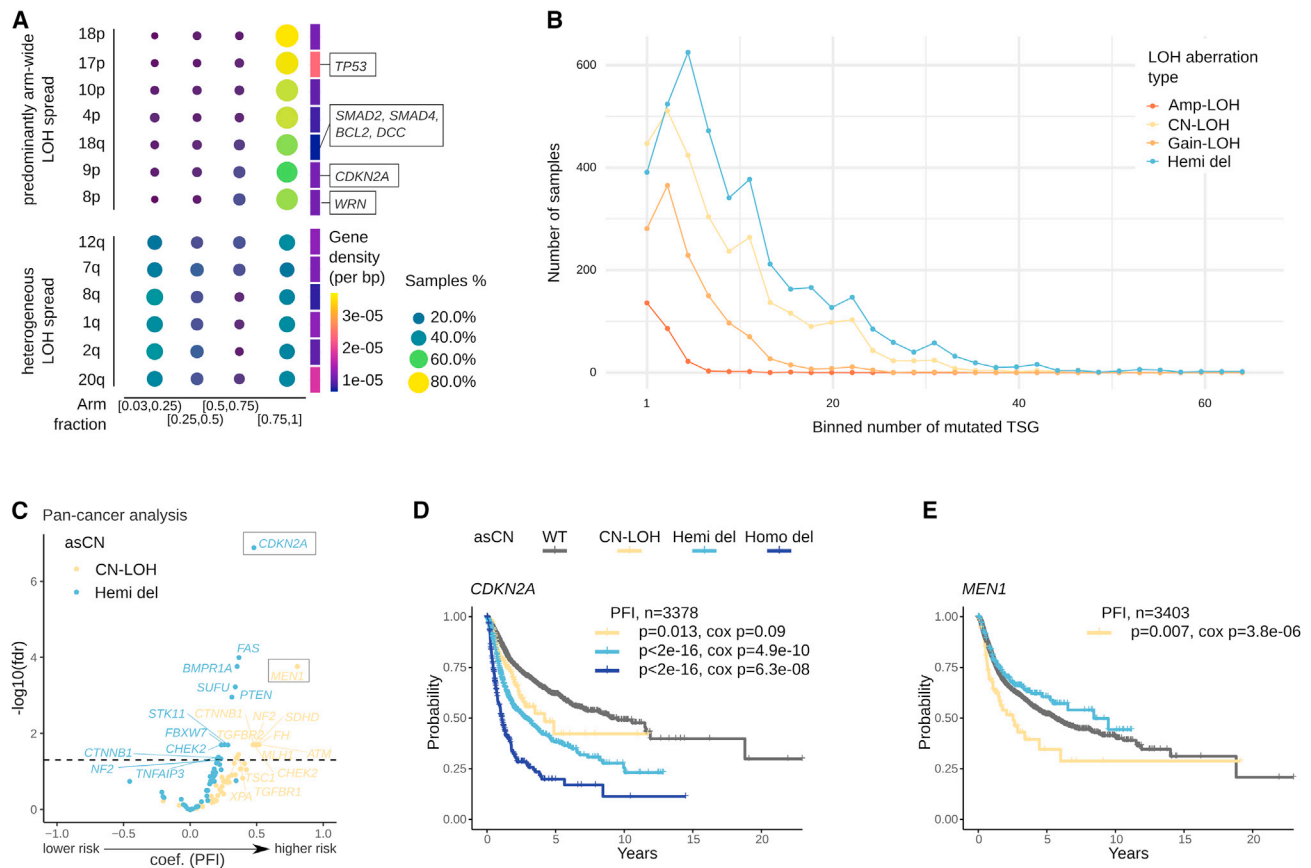 A
predominantly arm-wide
LOH spread
18p
17p
10p
4p
18q
9p
8p
TP53
SMAD2, SMAD4,
BCL2, DCC
CDKN2A
WRN
heterogeneous
LOH spread
12q
7q
8q
1q
2q
20q
Arm
fraction
[0.03,0.25)
[0.25,0.5)
[0.5,0.75)
[0.75,1]
Gene
density
(per bp)
3e-05
2e-05
1e-05
Samples %
20.0%
40.0%
60.0%
80.0%
B
Number of samples
600
400
200
0
1
20
40
60
Binned number of mutated TSG
LOH aberration
type
Amp-LOH
CN-LOH
Gain-LOH
Hemi del
C
Pan-cancer analysis
asCN
CN-LOH
Hemi del
-log10(fdr)
6
4
2
0
CDKN2A
FAS
BMPR1A
MEN1
SUFU
PTEN
CTNNB1
NF2
SDHD
STK11
TGFBR2
FH
FBXW7
CHEK2
MLH1
ATM
CTNNB1
NF2
TNFAIP3
TSC1
CHEK2
XPA
TGFBR1
−1.0
−0.5
0.0
0.5
1.0
lower risk
higher risk
coef. (PFI)
D
asCN
WT
CN-LOH
Hemi del
Homo del
CDKN2A
PFI, n=3378
p=0.013, cox p=0.09
p<2e-16, cox p=4.9e-10
p<2e-16, cox p=6.3e-08
Probability
1.00
0.75
0.50
0.25
0
0
5
10
15
20
Years
E
MEN1
PFI, n=3403
p=0.007, cox p=3.8e-06
Probability
1.00
0.75
0.50
0.25
0
0
5
10
15
20
Years